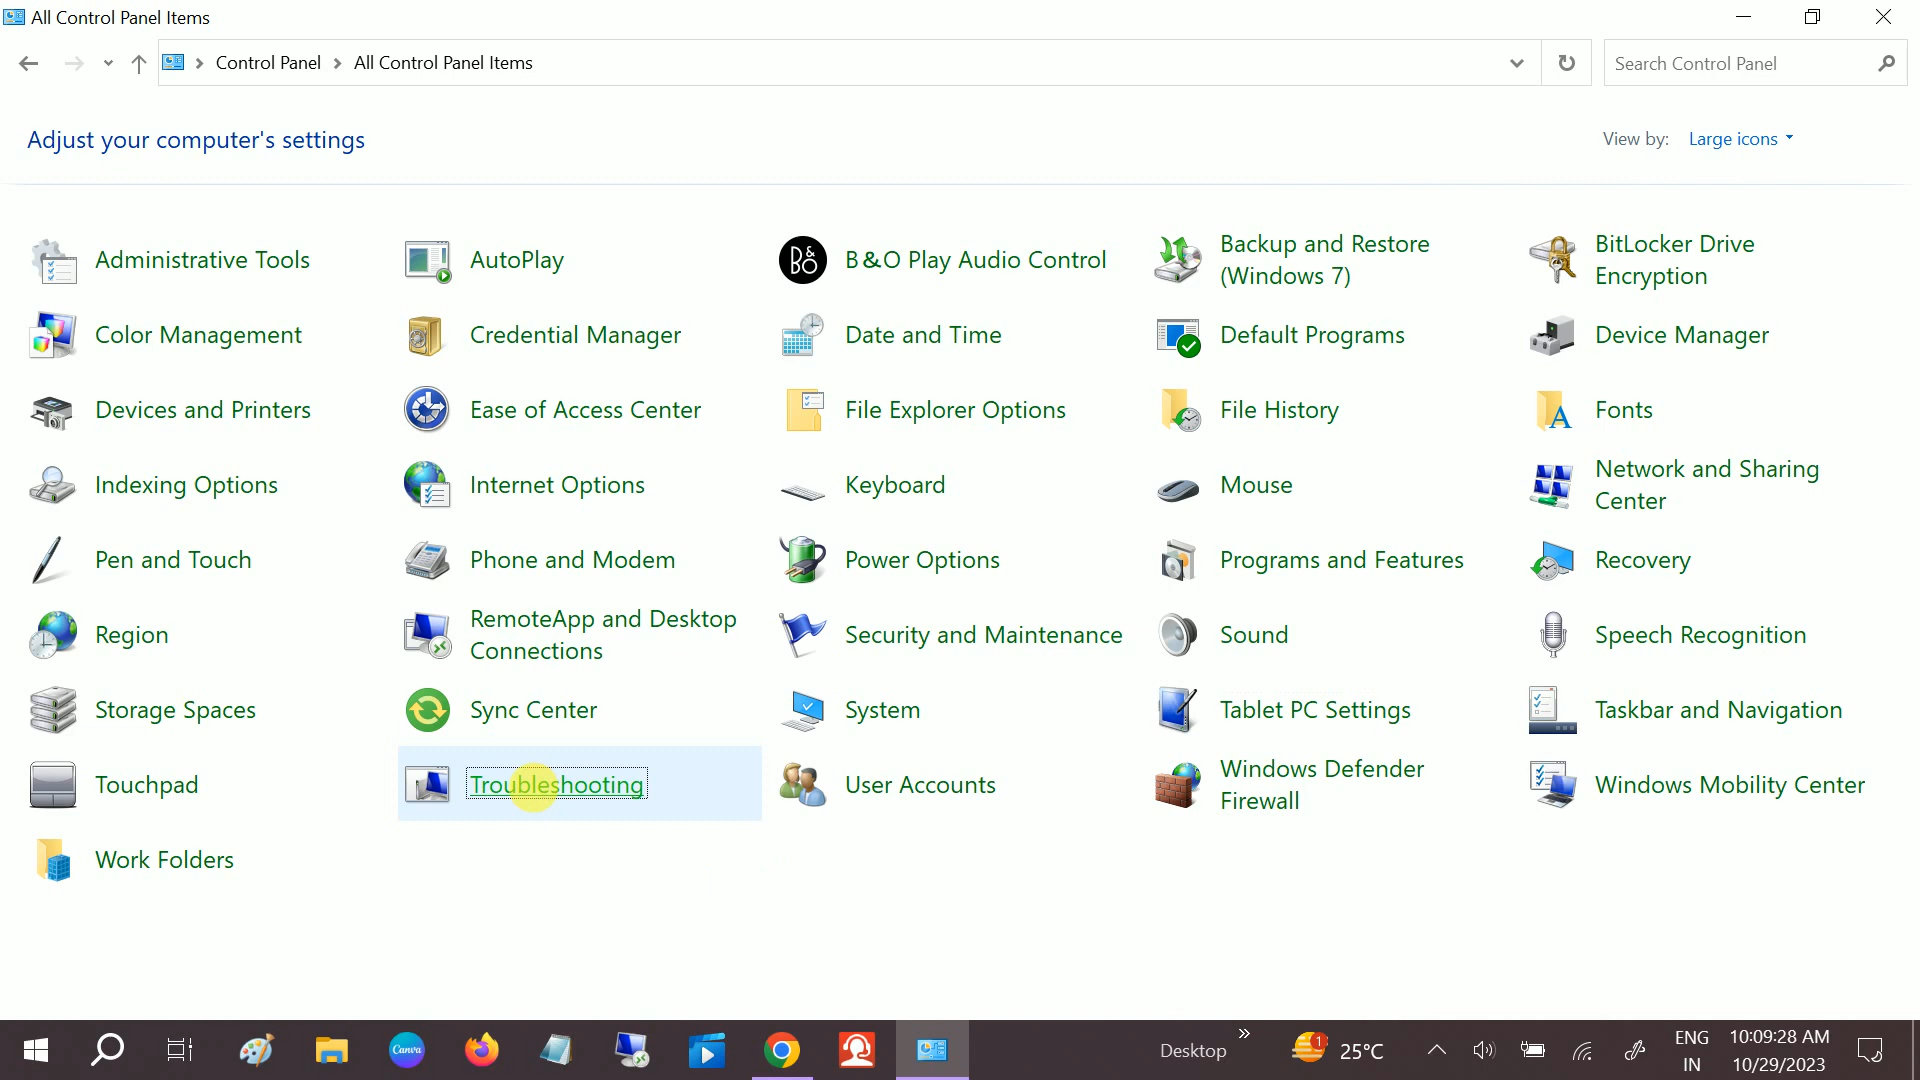 All Control Panel Items
Control Panel > All Control Panel Items
Search Control Panel
Adjust your computer's settings
View by: Large icons
Administrative Tools
AutoPlay
B&O
B&O Play Audio Control
Backup and Restore
(Windows 7)
BitLocker Drive
Encryption
Color Management
Credential Manager
Date and Time
Default Programs
Device Manager
Devices and Printers
Ease of Access Center
File Explorer Options
File History
A
Fonts
Indexing Options
Internet Options
Keyboard
Mouse
Network and Sharing
Center
Pen and Touch
Phone and Modem
Power Options
Programs and Features
Recovery
Region
RemoteApp and Desktop
Connections
Security and Maintenance
Sound
Speech Recognition
Storage Spaces
Sync Center
System
Tablet PC Settings
Taskbar and Navigation
Touchpad
Troubleshooting
User Accounts
Windows Defender
Firewall
Windows Mobility Center
Work Folders
Canva
Desktop
1
25°C
ENG
IN
10:09:28 AM
10/29/2023